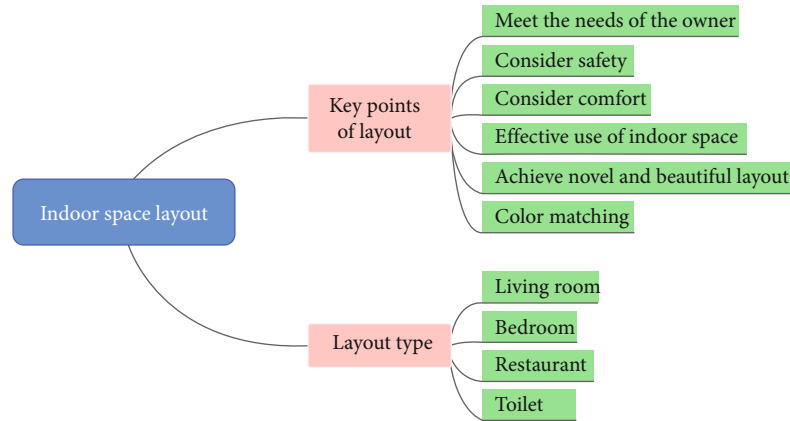 Indoor space layout
Key points
of layout
Meet the needs of the owner
Consider safety
Consider comfort
Effective use of indoor space
Achieve novel and beautiful layout
Color matching
Layout type
Living room
Bedroom
Restaurant
Toilet